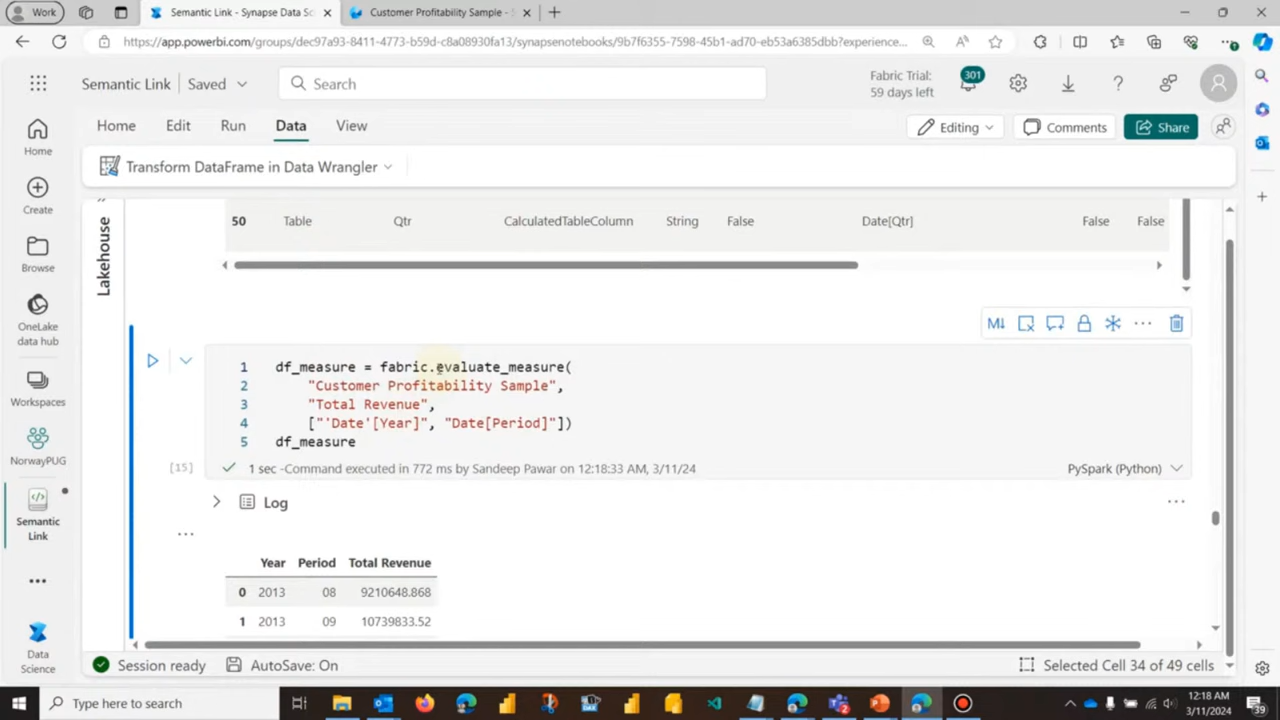 Work
Semantic Link - Synapse Data Sc
Customer Profitability Sample -
https://app.powerbi.com/groups/dec97a93-8411-4773-b59d-c8a08930fa13/synapsenotebooks/9b7f6355-7598-45b1-ad70-eb53a6385dbb?experience...
Semantic Link
Saved
Search
Fabric Trial:
59 days left
301
Home
Edit
Run
Data
View
Editing
Comments
Share
Transform DataFrame in Data Wrangler
Home
Create
Browse
OneLake
data hub
Workspaces
NorwayPUG
Semantic
Link
Data
Science
Lakehouse
50 Table Qtr CalculatedTableColumn String False Date[Qtr] False False
M↓
1 df_measure = fabric.evaluate_measure(
2 "Customer Profitability Sample",
3 "Total Revenue",
4 ["'Date'[Year]", "Date[Period]"])
5 df_measure
[15]
1 sec -Command executed in 772 ms by Sandeep Pawar on 12:18:33 AM, 3/11/24
PySpark (Python)
Log
Year Period Total Revenue
0 2013 08 9210648.868
1 2013 09 10739833.52
Session ready
AutoSave: On
Selected Cell 34 of 49 cells
Type here to search
12:18 AM
3/11/2024
39